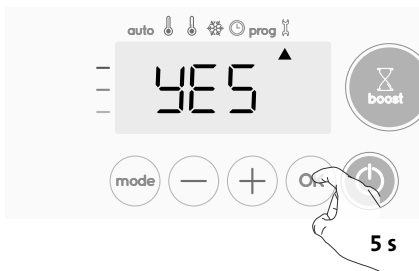 auto prog
YES
boost
mode − + OK
5 s